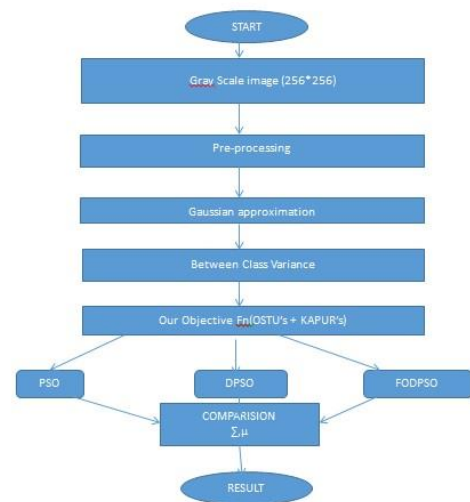 START
Gray Scale image (256*256)
Pre-processing
Gaussian approximation
Between Class Variance
Our Objective Fn(OSTU's + KAPUR's)
PSO
DPSO
FODPSO
COMPARISION
∑,μ
RESULT